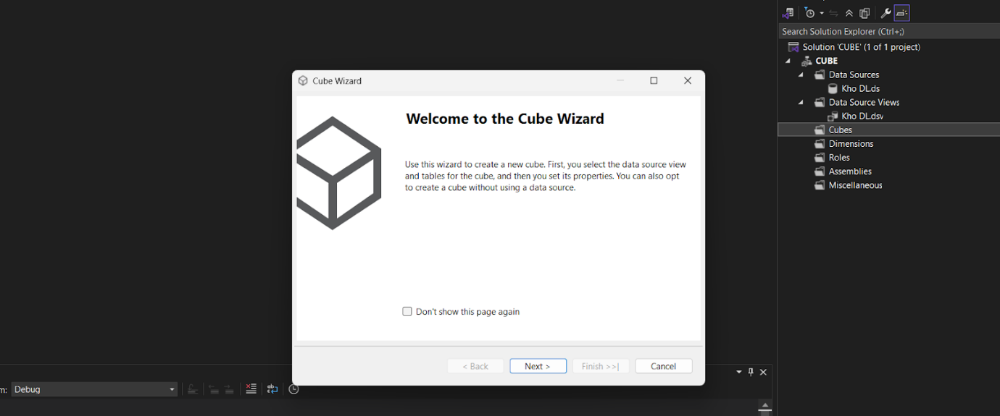 Search Solution Explorer (Ctrl+;)
Solution 'CUBE' (1 of 1 project)
CUBE
Data Sources
Kho DL.ds
Data Source Views
Kho DL.dsv
Cubes
Dimensions
Roles
Assemblies
Miscellaneous
Cube Wizard
Welcome to the Cube Wizard
Use this wizard to create a new cube. First, you select the data source view
and tables for the cube, and then you set its properties. You can also opt
to create a cube without using a data source.
Don't show this page again
< Back
Next >
Finish >>|
Cancel
m:
Debug